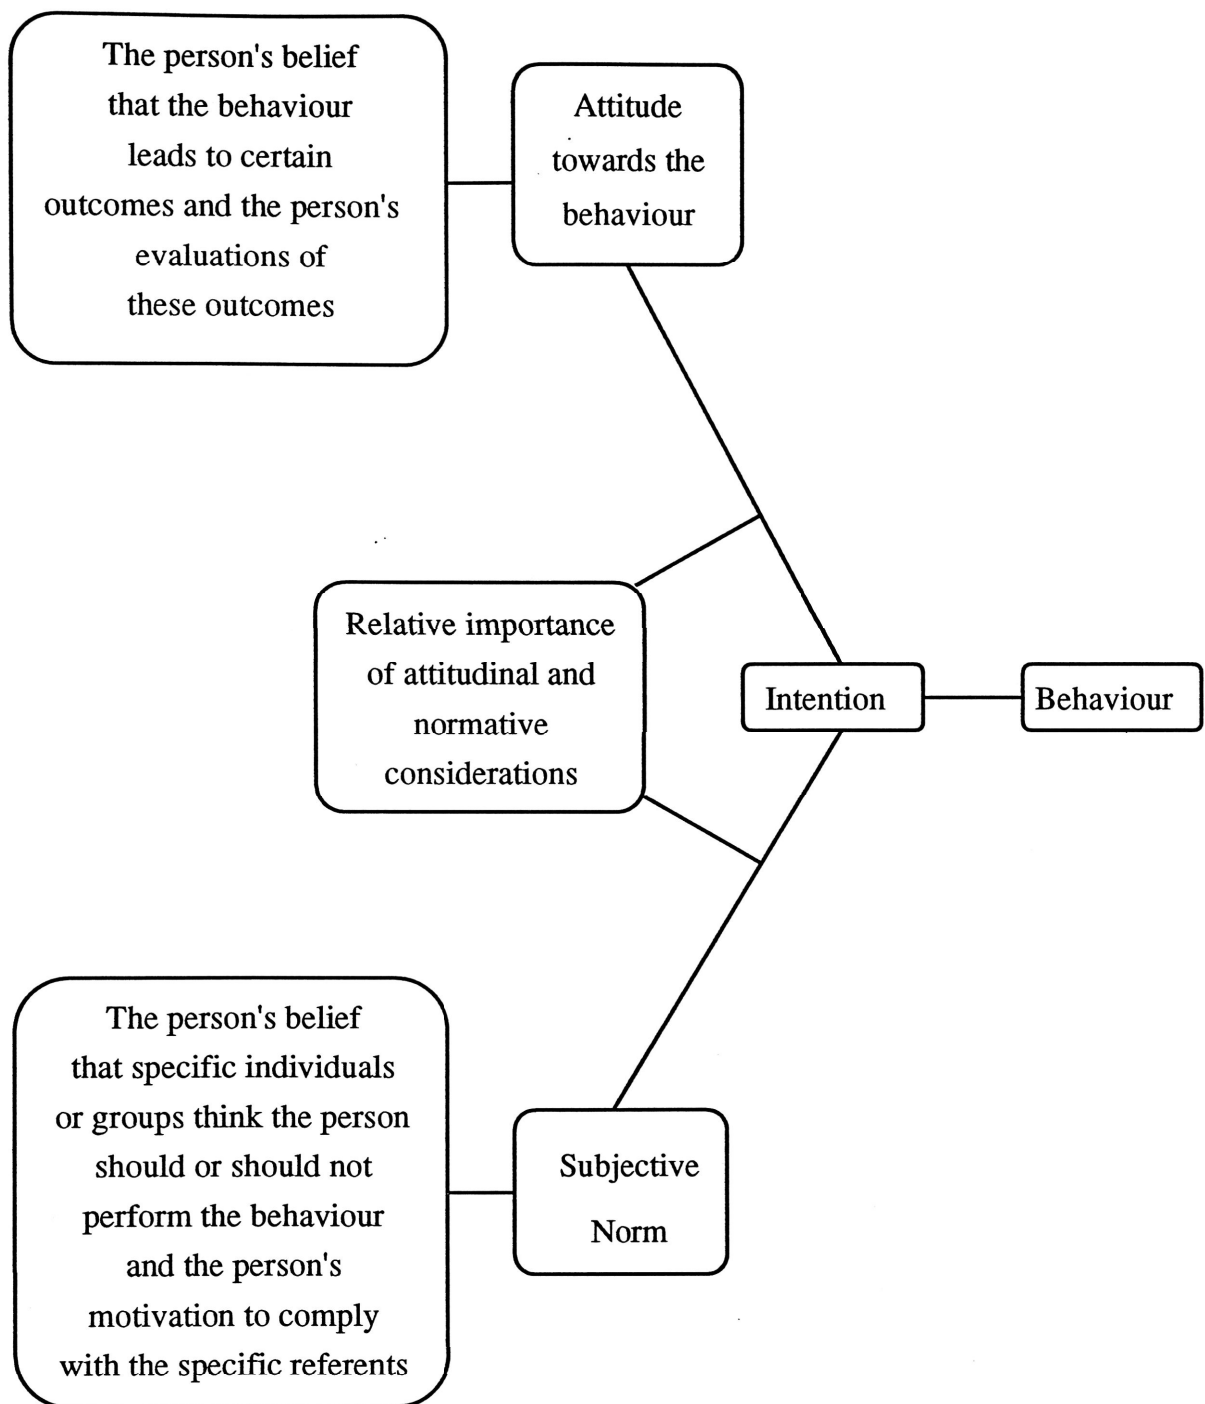 The person's belief
that the behaviour
leads to certain
outcomes and the person's
evaluations of
these outcomes
Attitude
towards the
behaviour
Relative importance
of attitudinal and
normative
considerations
Intention
Behaviour
The person's belief
that specific individuals
or groups think the person
should or should not
perform the behaviour
and the person's
motivation to comply
with the specific referents
Subjective
Norm